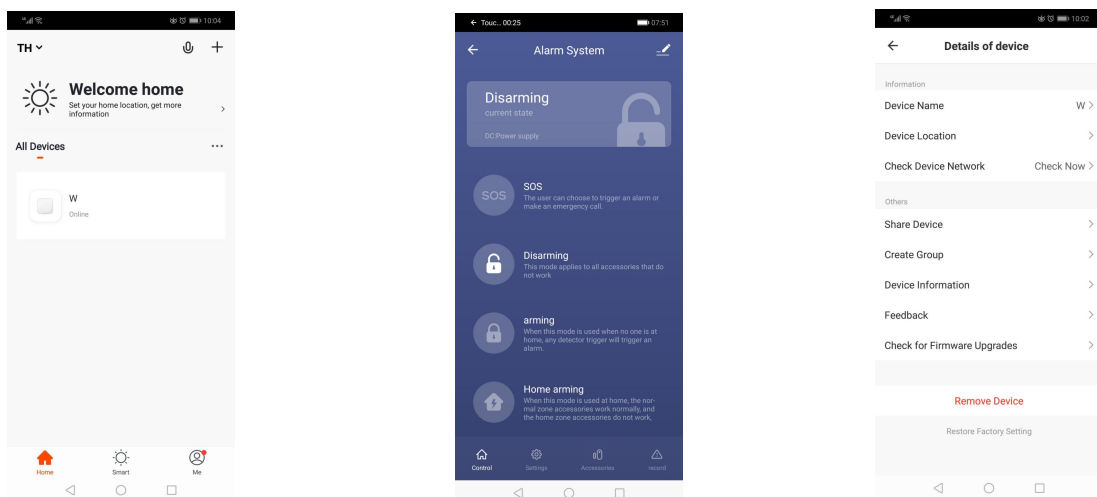 10:04
TH
Welcome home
Set your home location, get more
information
All Devices
W
Online
Home
Smart
Me
Touc... 00:25
07:51
Alarm System
Disarming
current state
DC:Power supply
SOS
SOS
The user can choose to trigger an alarm or
make an emergency call.
Disarming
This mode applies to all accessories that do
not work
arming
When this mode is used when no one is at
home, any detector trigger will trigger an
alarm.
Home arming
When this mode is used at home, the nor-
mal zone accessories work normally, and
the home zone accessories do not work,
Control
Settings
Accessories
record
10:02
Details of device
Information
Device Name W
Device Location
Check Device Network Check Now
Others
Share Device
Create Group
Device Information
Feedback
Check for Firmware Upgrades
Remove Device
Restore Factory Setting